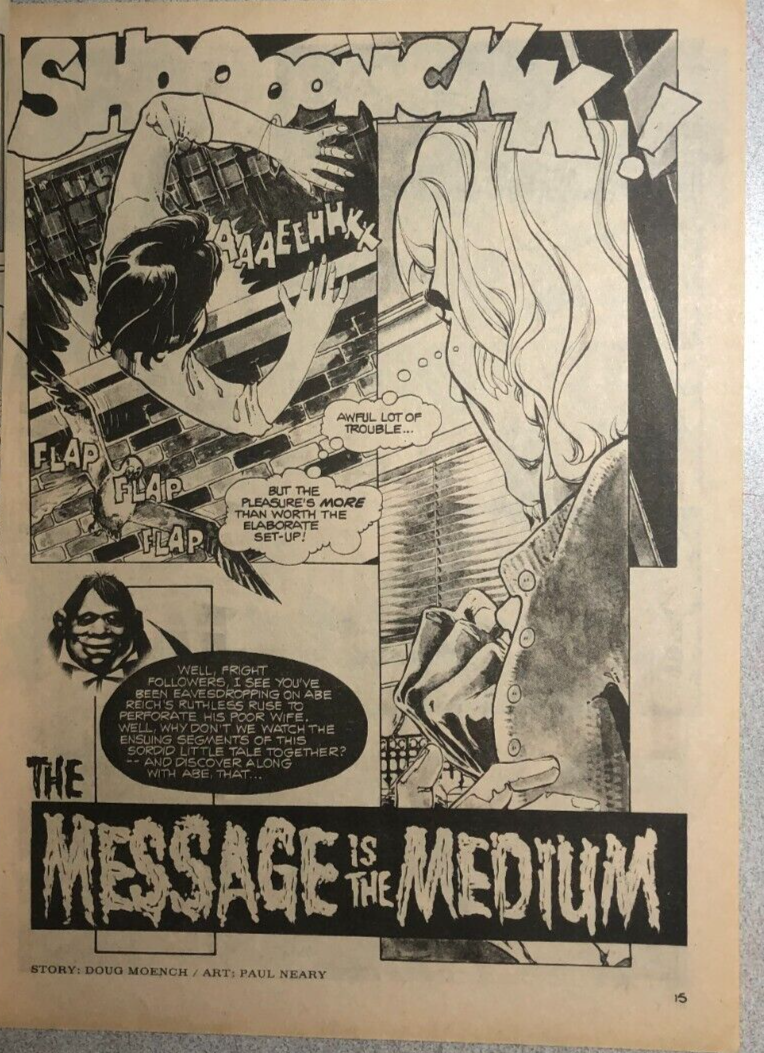 SHOOOoONCKKK!
AAAAEEHHHKX
AWFUL LOT OF
TROUBLE...
FLAP
FLAP
FLAP
BUT THE
PLEASURE'S MORE
THAN WORTH THE
ELABORATE
SET-UP!
WELL, FRIGHT
FOLLOWERS, I SEE YOU'VE
BEEN EAVESDROPPING ON ABE
REICH'S RUTHLESS RUSE TO
PERFORATE HIS POOR WIFE.
WELL, WHY DON'T WE WATCH THE
ENSUING SEGMENTS OF THIS
SORDID LITTLE TALE TOGETHER?
-- AND DISCOVER ALONG
WITH ABE, THAT...
THE
MESSAGE IS THE MEDIUM
STORY: DOUG MOENCH / ART: PAUL NEARY
15